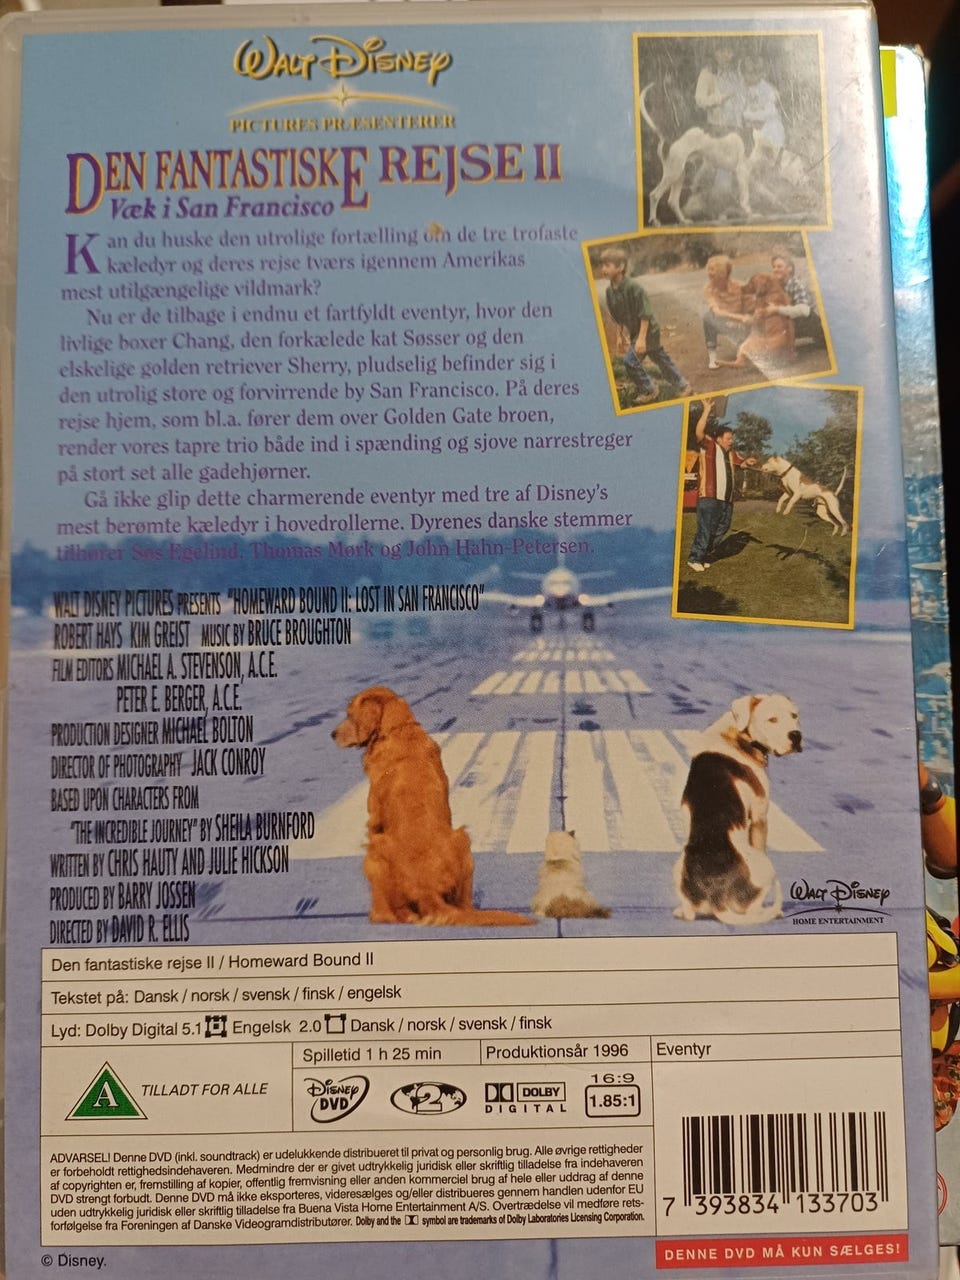 WALT DISNEY
PICTURES PRÆSENTERER
DEN FANTASTISKE REJSE II
Væk i San Francisco
Kan du huske den utrolige fortælling om de tre trofaste
kæledyr og deres rejse tværs igennem Amerikas
mest utilgængelige vildmark?
Nu er de tilbage i endnu et fartfyldt eventyr, hvor den
livlige boxer Chang, den forkælede kat Søsser og den
elskelige golden retriever Sherry, pludselig befinder sig i
den utrolig store og forvirrende by San Francisco. På deres
rejse hjem, som bl.a. fører dem over Golden Gate broen,
render vores tapre trio både ind i spænding og sjove narrestreger
på stort set alle gadehjørner.
Gå ikke glip dette charmerende eventyr med tre af Disney's
mest berømte kæledyr i hovedrollerne. Dyrenes danske stemmer
tilhører Søs Egelind, Thomas Mørk og John Hahn-Petersen.
WALT DISNEY PICTURES PRESENTS "HOMEWARD BOUND II: LOST IN SAN FRANCISCO"
ROBERT HAYS KIM GREIST MUSIC BY BRUCE BROUGHTON
FILM EDITORS MICHAEL A. STEVENSON, A.C.E.
PETER E. BERGER, A.C.E.
PRODUCTION DESIGNER MICHAEL BOLTON
DIRECTOR OF PHOTOGRAPHY JACK CONROY
BASED UPON CHARACTERS FROM
"THE INCREDIBLE JOURNEY" BY SHEILA BURNFORD
WRITTEN BY CHRIS HAUTY AND JULIE HICKSON
PRODUCED BY BARRY JOSSEN
DIRECTED BY DAVID R. ELLIS
WALT DISNEY
HOME ENTERTAINMENT
Den fantastiske rejse II / Homeward Bound II
Tekstet på: Dansk / norsk / svensk / finsk / engelsk
Lyd: Dolby Digital 5.1 Engelsk 2.0 Dansk / norsk / svensk / finsk
Spilletid 1 h 25 min Produktionsår 1996 Eventyr
A TILLADT FOR ALLE
DISNEY DVD
2
DOLBY DIGITAL
16:9
1.85:1
ADVARSEL! Denne DVD (inkl. soundtrack) er udelukkende distribueret til privat og personlig brug. Alle øvrige rettigheder
er forbeholdt rettighedsindehaveren. Medmindre der er givet udtrykkelig juridisk eller skriftlig tilladelse fra indehaveren
af copyrighten er, fremstilling af kopier, offentlig fremvisning eller anden kommerciel brug af hele eller uddrag af denne
DVD strengt forbudt. Denne DVD må ikke eksporteres, videresælges og/eller distribueres gennem handlen udenfor EU
uden udtrykkelig juridisk eller skriftlig tilladelse fra Buena Vista Home Entertainment A/S. Overtrædelse vil medføre rets-
forfølgelse fra Foreningen af Danske Videogramdistributører. Dolby and the symbol are trademarks of Dolby Laboratories Licensing Corporation.
7 393834 133703
© Disney.
DENNE DVD MÅ KUN SÆLGES!